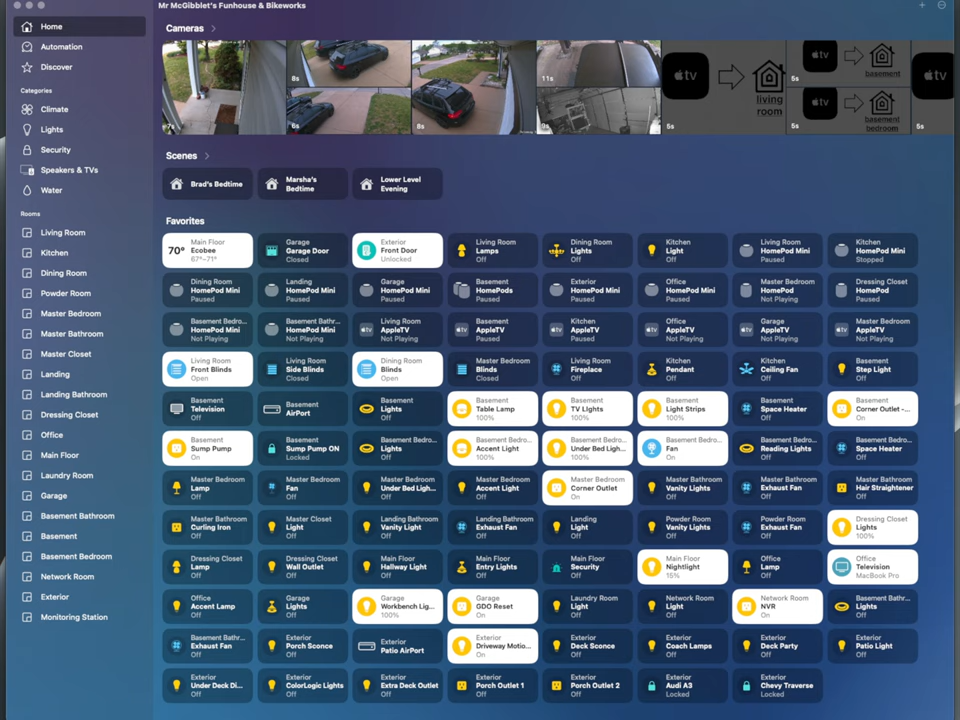 Mr McGibblet's Funhouse & Bikeworks
Home
Automation
Discover
Categories
Climate
Lights
Security
Speakers & TVs
Water
Rooms
Living Room
Kitchen
Dining Room
Powder Room
Master Bedroom
Master Bathroom
Master Closet
Landing
Landing Bathroom
Dressing Closet
Office
Main Floor
Laundry Room
Garage
Basement Bathroom
Basement
Basement Bedroom
Network Room
Exterior
Monitoring Station
Cameras
7s
8s
6s
8s
11s
tv
living
room
5s
tv
basement
5s
tv
basement
bedroom
5s
tv
5s
Scenes
Brad's Bedtime
Marsha's
Bedtime
Lower Level
Evening
Favorites
70°
Main Floor
Ecobee
67°–71°
Garage
Garage Door
Closed
Exterior
Front Door
Unlocked
Living Room
Lamps
Off
Dining Room
Lights
Off
Kitchen
Light
Off
Living Room
HomePod Mini
Paused
Kitchen
HomePod Mini
Stopped
Dining Room
HomePod Mini
Paused
Landing
HomePod Mini
Paused
Garage
HomePod Mini
Paused
Basement
HomePods
Paused
Exterior
HomePod Mini
Paused
Office
HomePod Mini
Paused
Master Bedroom
HomePod
Not Playing
Dressing Closet
HomePod
Paused
Basement Bedro...
HomePod Mini
Not Playing
Basement Bathr...
HomePod Mini
Not Playing
tv
Living Room
AppleTV
Paused
tv
Basement
AppleTV
Paused
tv
Kitchen
AppleTV
Paused
tv
Office
AppleTV
Not Playing
tv
Garage
AppleTV
Not Playing
tv
Master Bedroom
AppleTV
Not Playing
Living Room
Front Blinds
Open
Living Room
Side Blinds
Closed
Dining Room
Blinds
Open
Master Bedroom
Blinds
Closed
Living Room
Fireplace
Off
Kitchen
Pendant
Off
Kitchen
Ceiling Fan
Off
Basement
Step Light
Off
Basement
Television
Off
Basement
AirPort
Basement
Lights
Off
Basement
Table Lamp
100%
Basement
TV Lights
100%
Basement
Light Strips
100%
Basement
Space Heater
Off
Basement
Corner Outlet -...
On
Basement
Sump Pump
On
Basement
Sump Pump ON
Locked
Basement Bedro...
Lights
Off
Basement Bedro...
Accent Light
100%
Basement Bedro...
Under Bed Ligh...
100%
Basement Bedro...
Fan
On
Basement Bedro...
Reading Lights
Off
Basement Bedro...
Space Heater
Off
Master Bedroom
Lamp
Off
Master Bedroom
Fan
Off
Master Bedroom
Under Bed Ligh...
Off
Master Bedroom
Accent Light
Off
Master Bedroom
Corner Outlet
On
Master Bathroom
Vanity Lights
Off
Master Bathroom
Exhaust Fan
Off
Master Bathroom
Hair Straightener
Off
Master Bathroom
Curling Iron
Off
Master Closet
Light
Off
Landing Bathroom
Vanity Light
Off
Landing Bathroom
Exhaust Fan
Off
Landing
Light
Off
Powder Room
Vanity Lights
Off
Powder Room
Exhaust Fan
Off
Dressing Closet
Lights
100%
Dressing Closet
Lamp
Off
Dressing Closet
Wall Outlet
Off
Main Floor
Hallway Light
Off
Main Floor
Entry Lights
Off
Main Floor
Security
Off
Main Floor
Nightlight
15%
Office
Lamp
Off
Office
Television
MacBook Pro
Office
Accent Lamp
Off
Garage
Lights
Off
Garage
Workbench Lig...
100%
Garage
GDO Reset
On
Laundry Room
Light
Off
Network Room
Light
Off
Network Room
NVR
On
Basement Bathr...
Lights
Off
Basement Bathr...
Exhaust Fan
Off
Exterior
Porch Sconce
Off
Exterior
Patio AirPort
Exterior
Driveway Motio...
On
Exterior
Deck Sconce
Off
Exterior
Coach Lamps
Off
Exterior
Deck Party
Off
Exterior
Patio Light
Off
Exterior
Under Deck Di...
Off
Exterior
ColorLogic Lights
Off
Exterior
Extra Deck Outlet
Off
Exterior
Porch Outlet 1
Off
Exterior
Porch Outlet 2
Off
Exterior
Audi A3
Locked
Exterior
Chevy Traverse
Locked